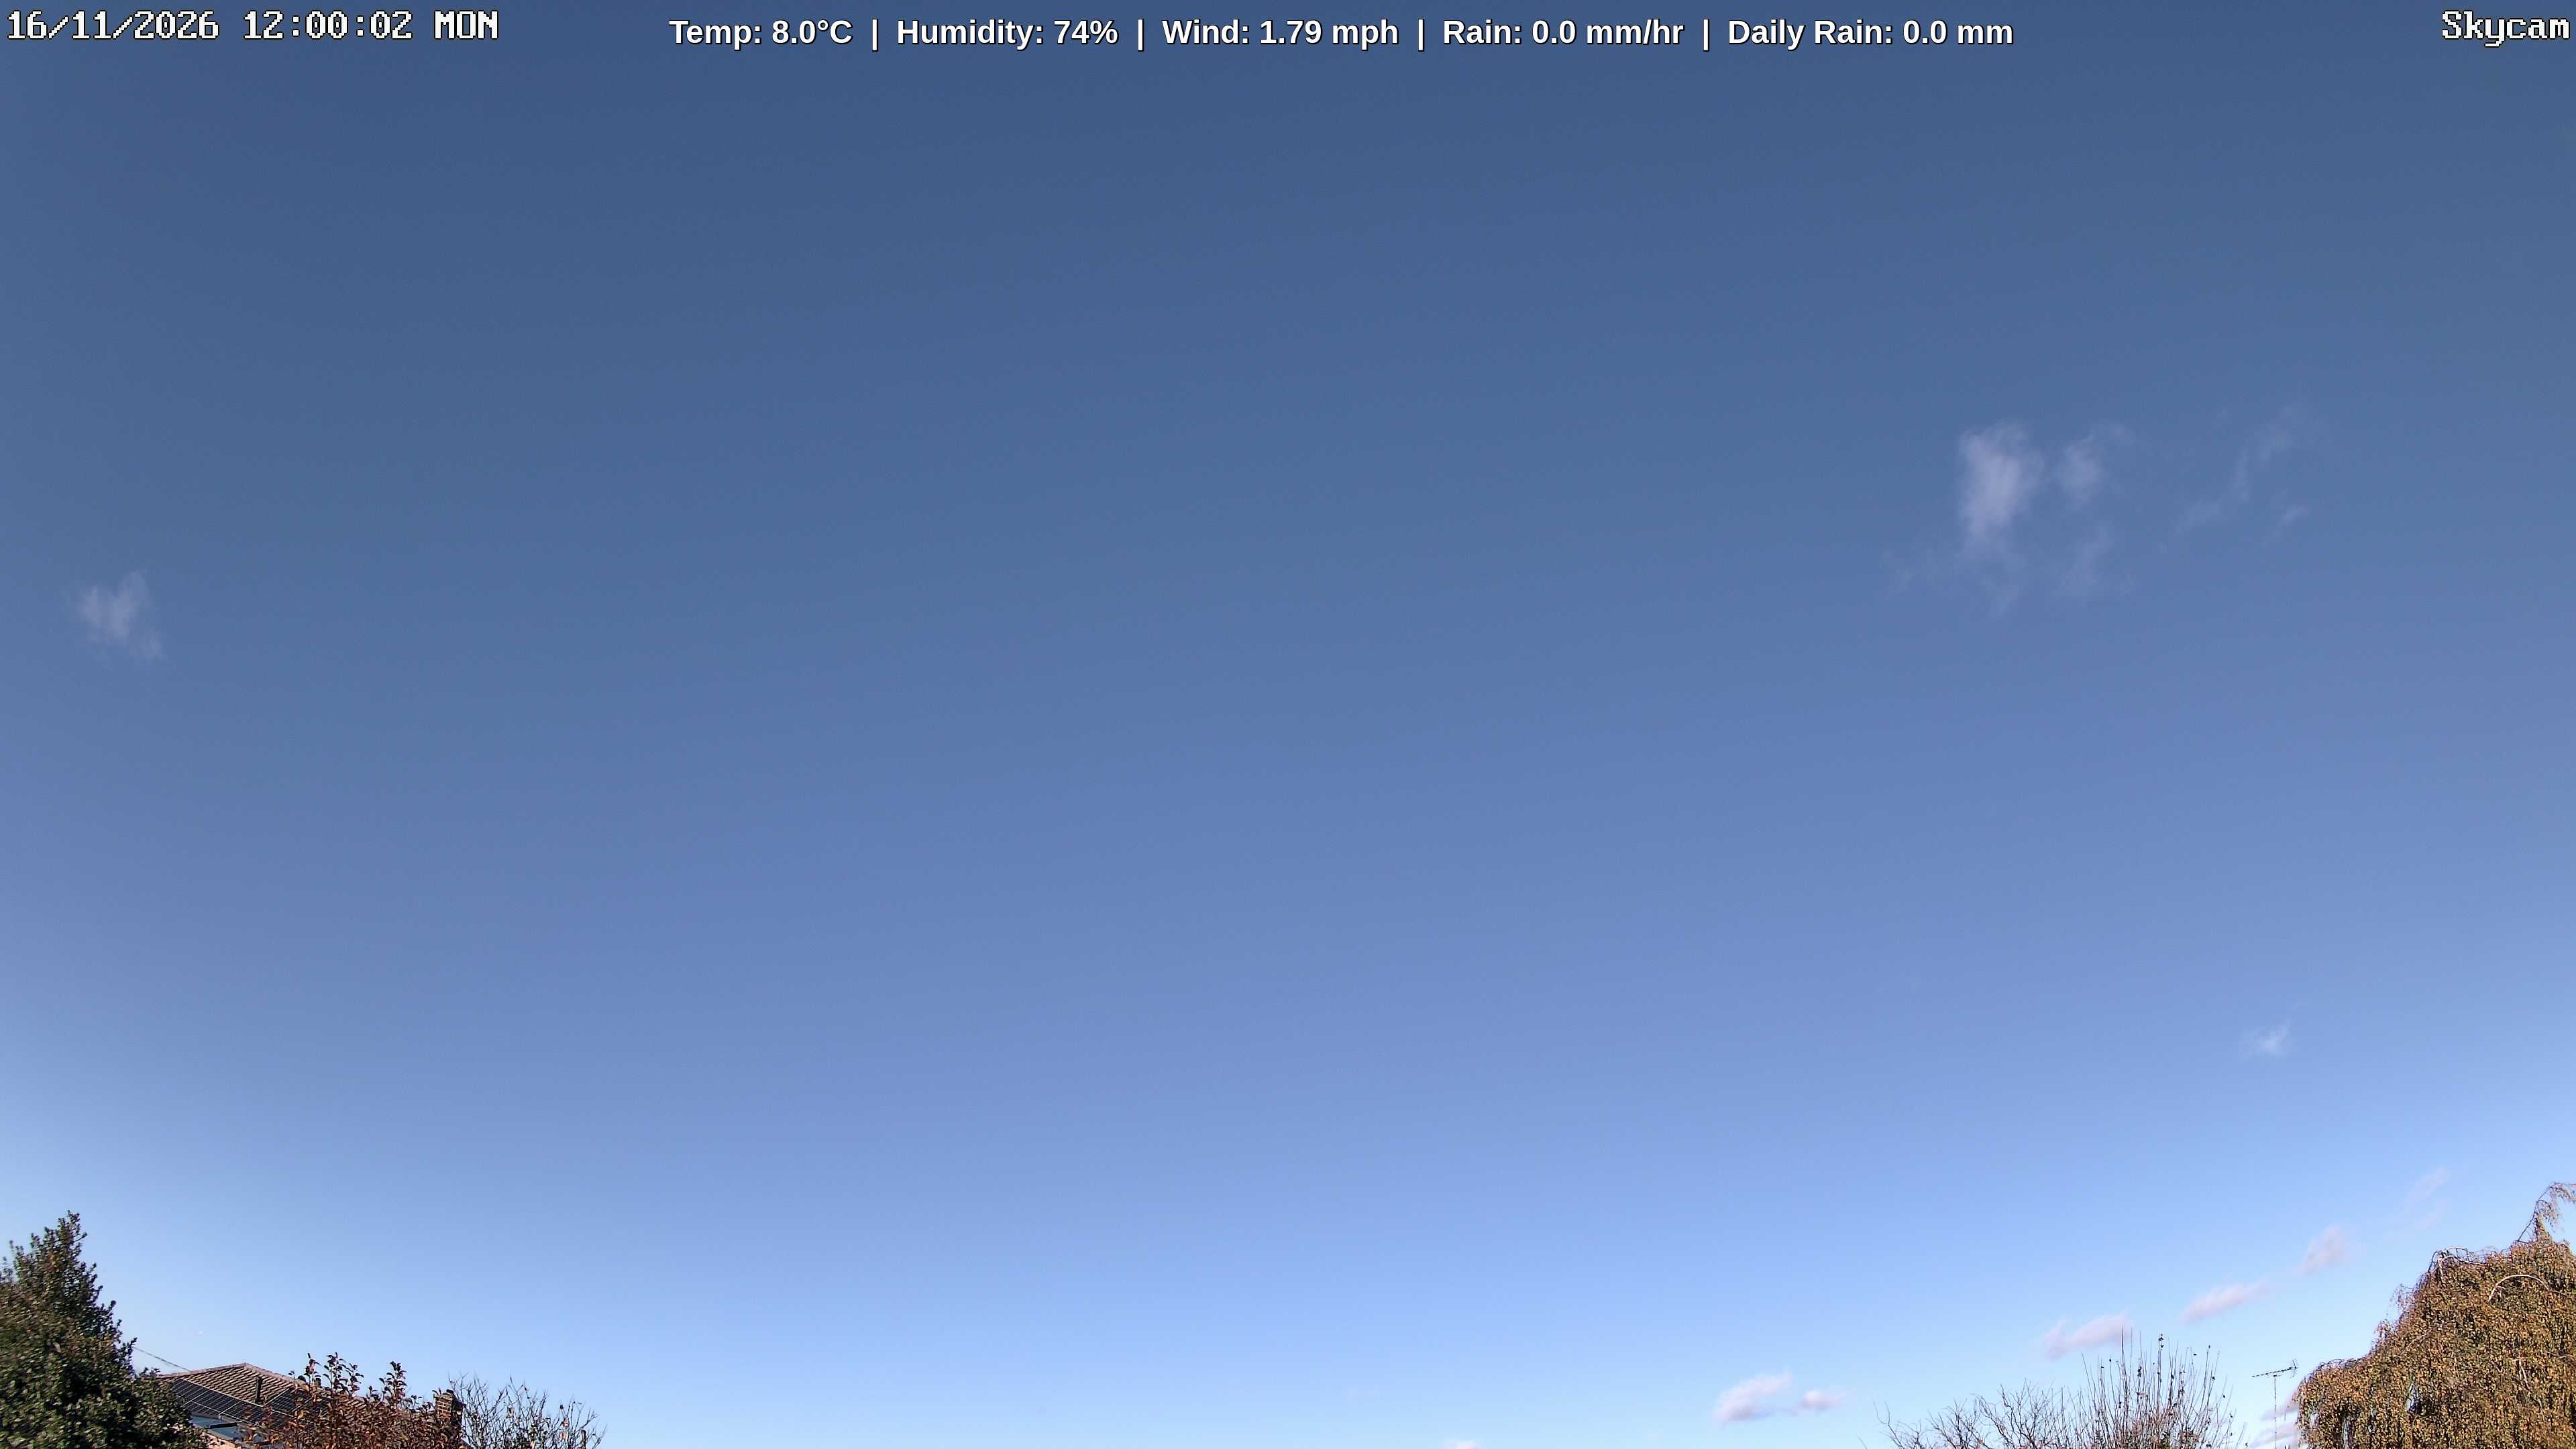 16/11/2026 12:00:02 MON
Temp: 8.0°C | Humidity: 74% | Wind: 1.79 mph | Rain: 0.0 mm/hr | Daily Rain: 0.0 mm
Skycam